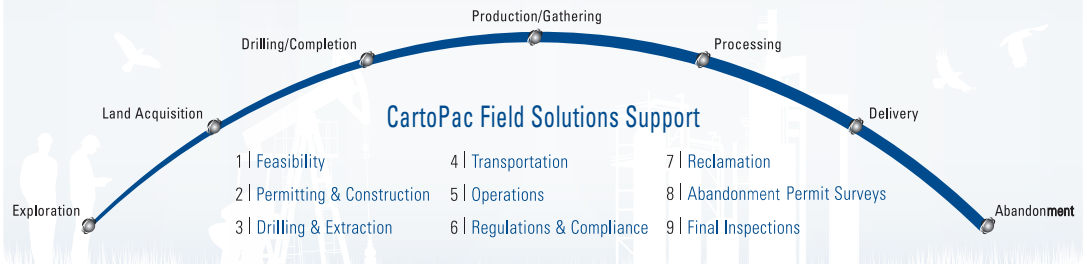 Production/Gathering
Drilling/Completion
Processing
Land Acquisition
Delivery
Exploration
Abandonment
CartoPac Field Solutions Support
1 | Feasibility
2 | Permitting & Construction
3 | Drilling & Extraction
4 | Transportation
5 | Operations
6 | Regulations & Compliance
7 | Reclamation
8 | Abandonment Permit Surveys
9 | Final Inspections